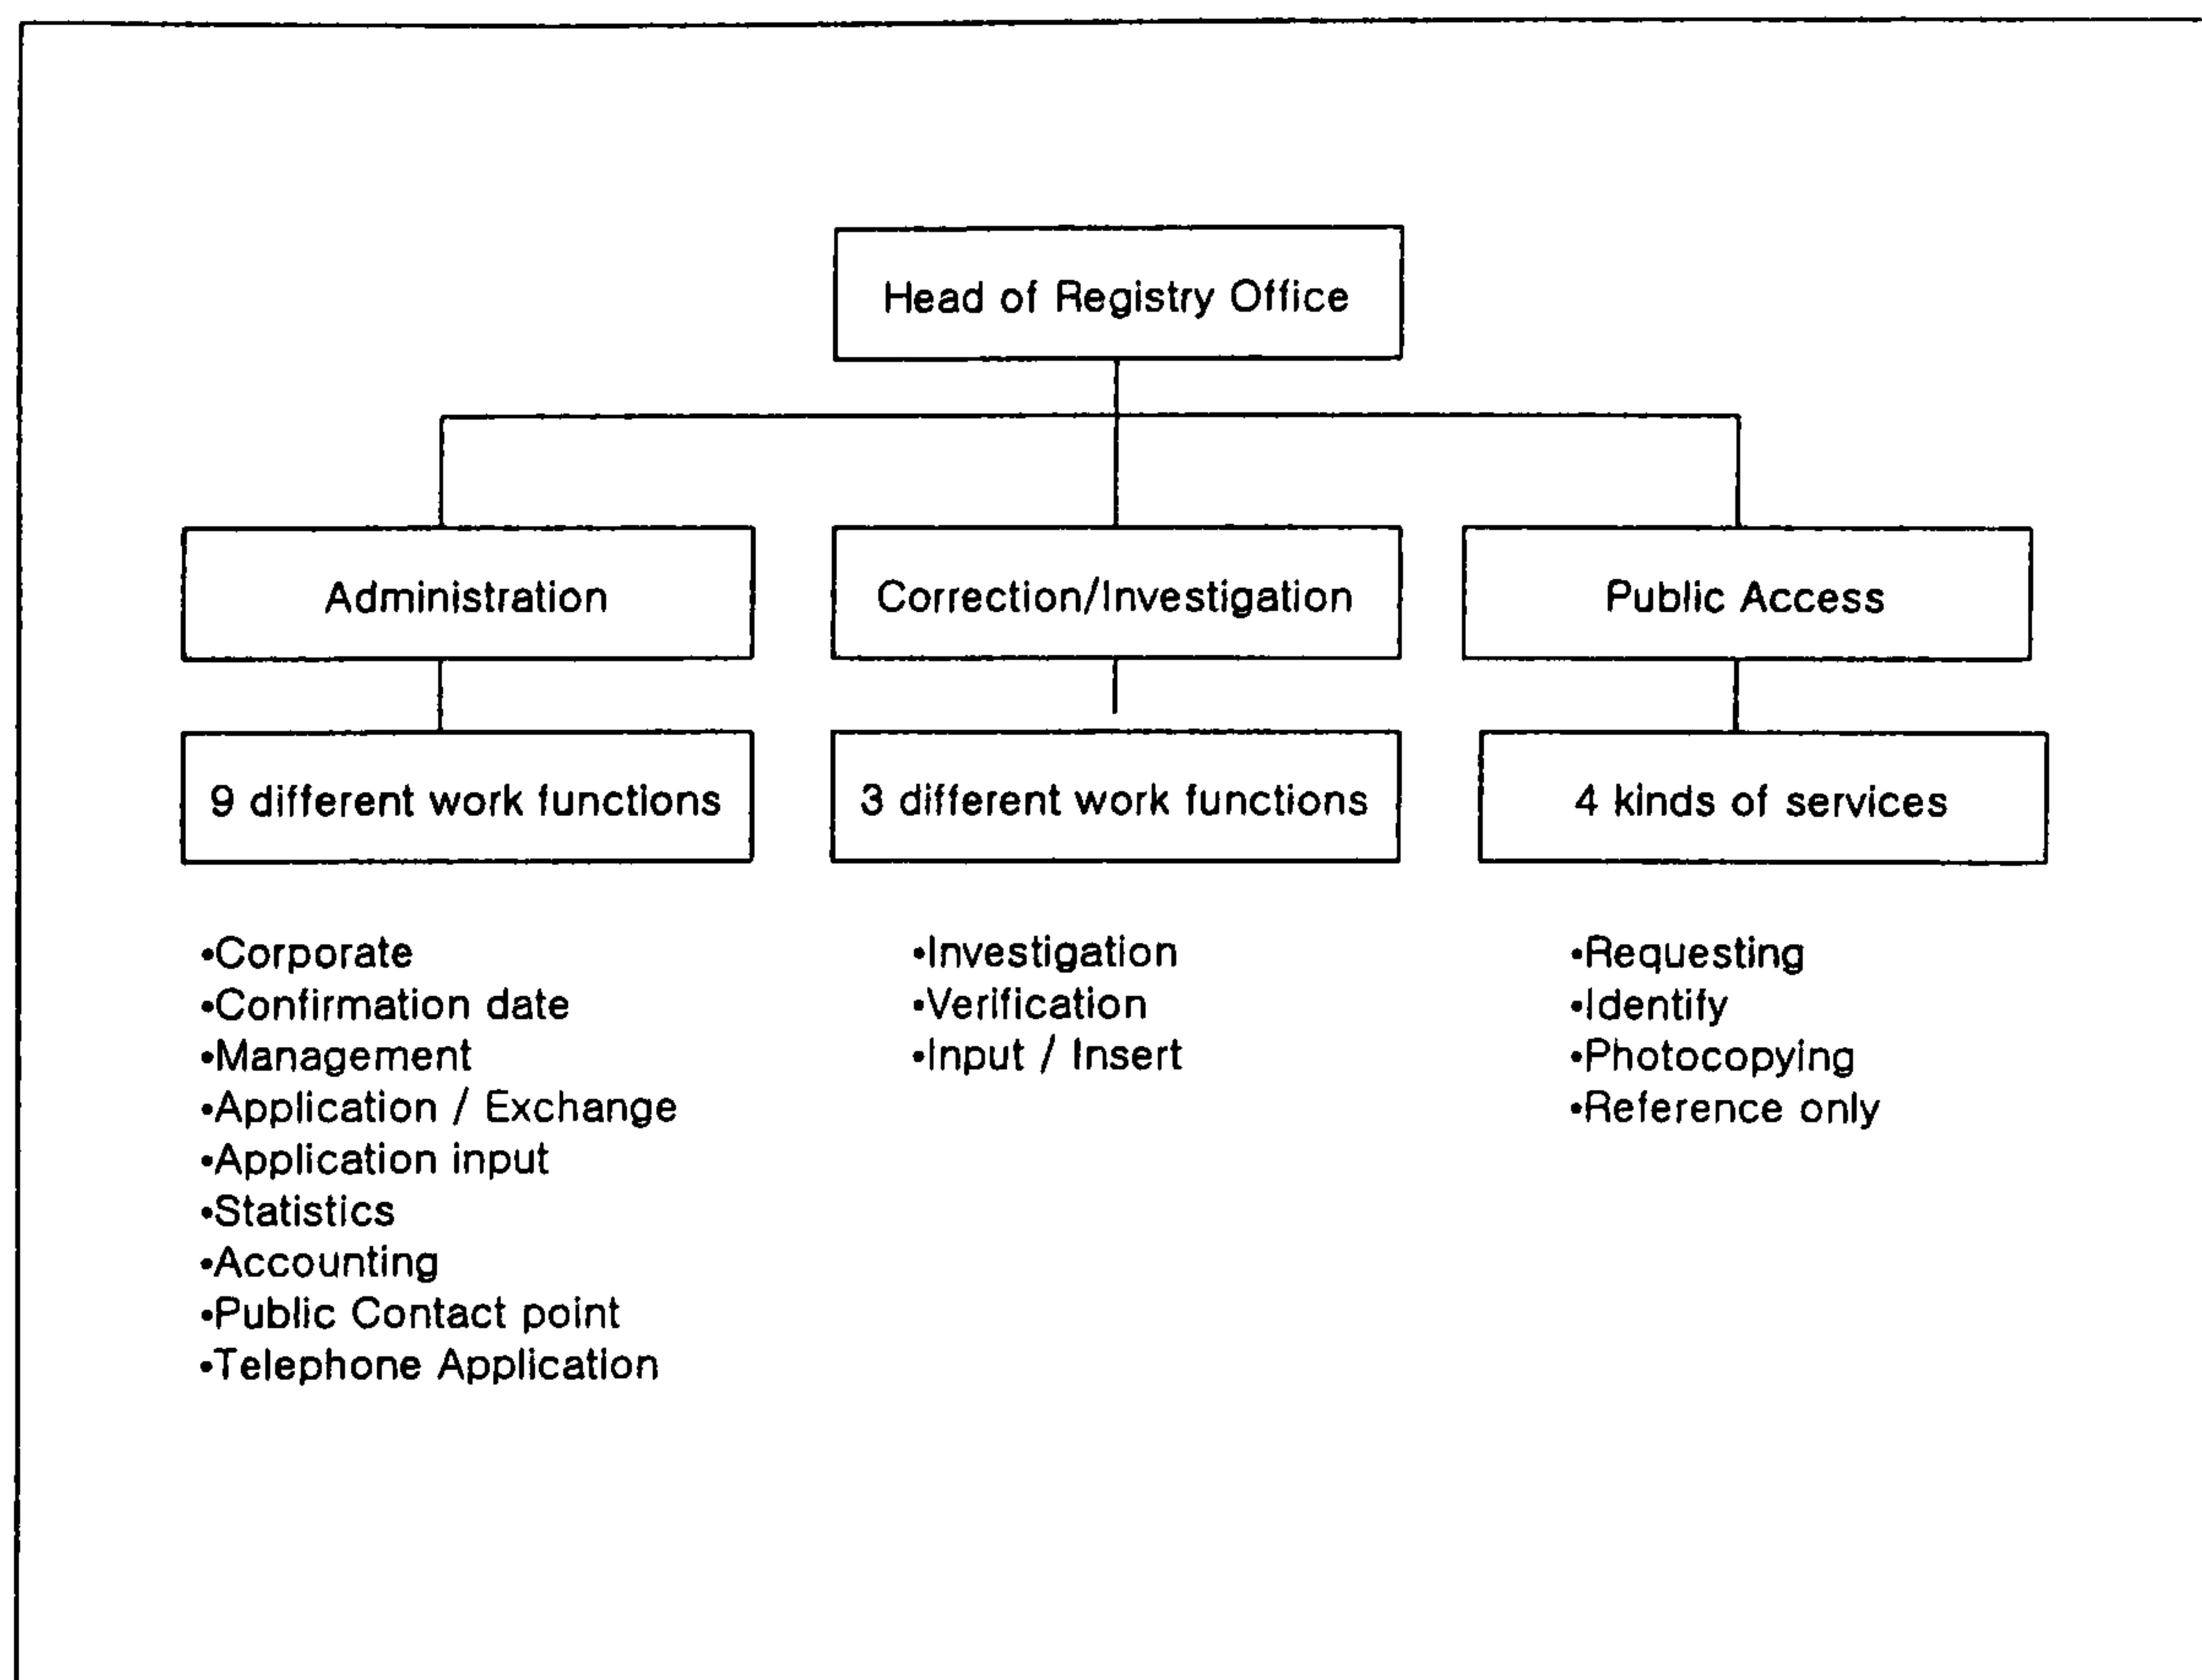 Head of Registry Office
Administration
Correction/Investigation
Public Access
9 different work functions
3 different work functions
4 kinds of services
•Corporate
•Confirmation date
•Management
•Application / Exchange
•Application input
•Statistics
•Accounting
•Public Contact point
•Telephone Application
•Investigation
•Verification
•Input / Insert
•Requesting
•Identify
•Photocopying
•Reference only